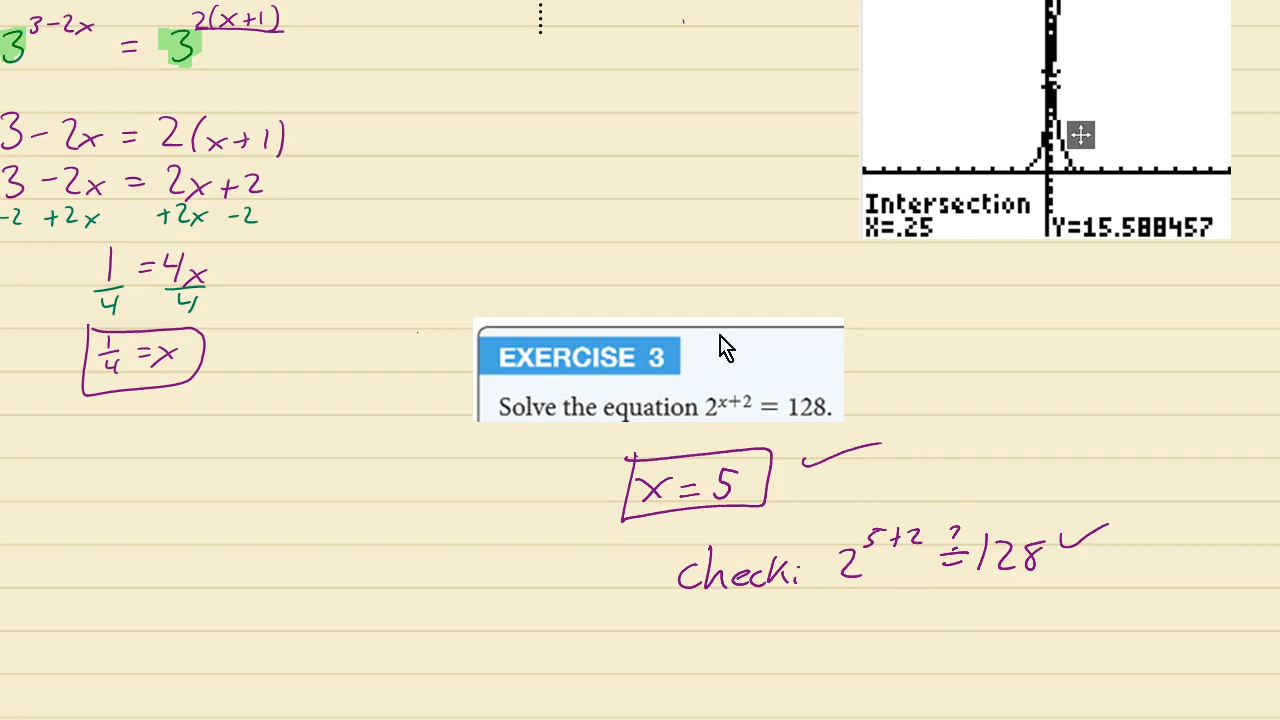 3^{3-2x} = 3^{2(x+1)}
3 - 2x = 2(x+1)
3 - 2x = 2x + 2
-2 +2x +2x -2
1 = 4x
4 4
1/4 = x
Intersection
X=.25 Y=15.588457
EXERCISE 3
Solve the equation 2^{x+2} = 128.
x = 5 ✓
check: 2^{5+2} ≟ 128 ✓